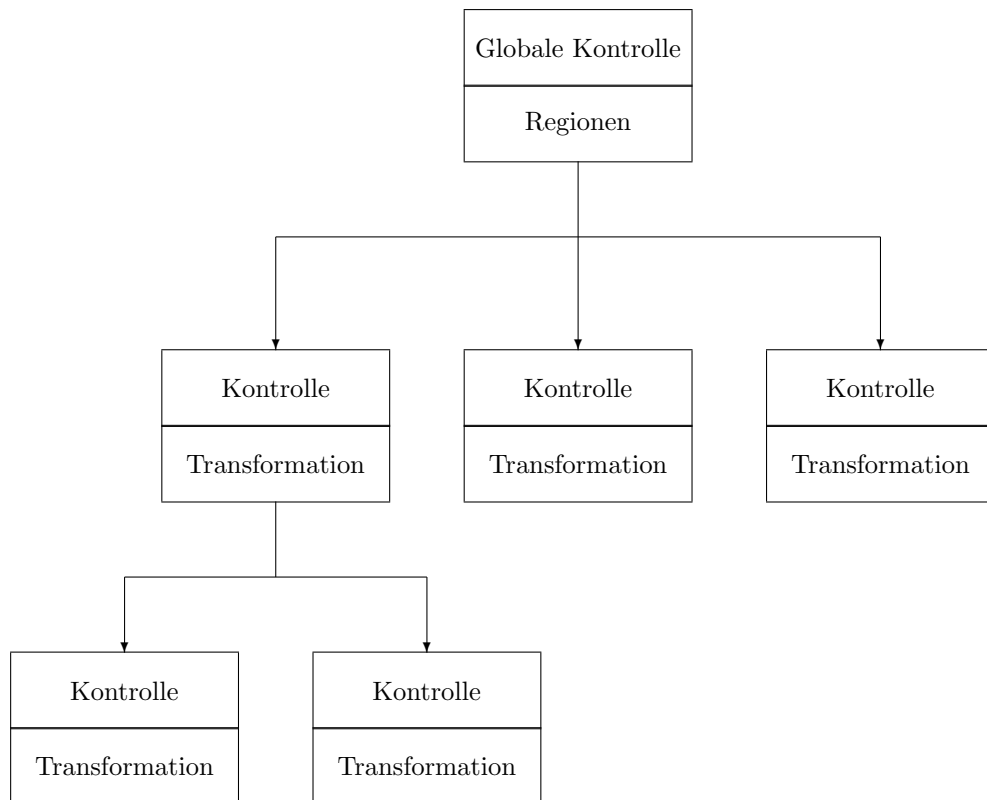 Globale Kontrolle
Regionen
Kontrolle
Transformation
Kontrolle
Transformation
Kontrolle
Transformation
Kontrolle
Transformation
Kontrolle
Transformation